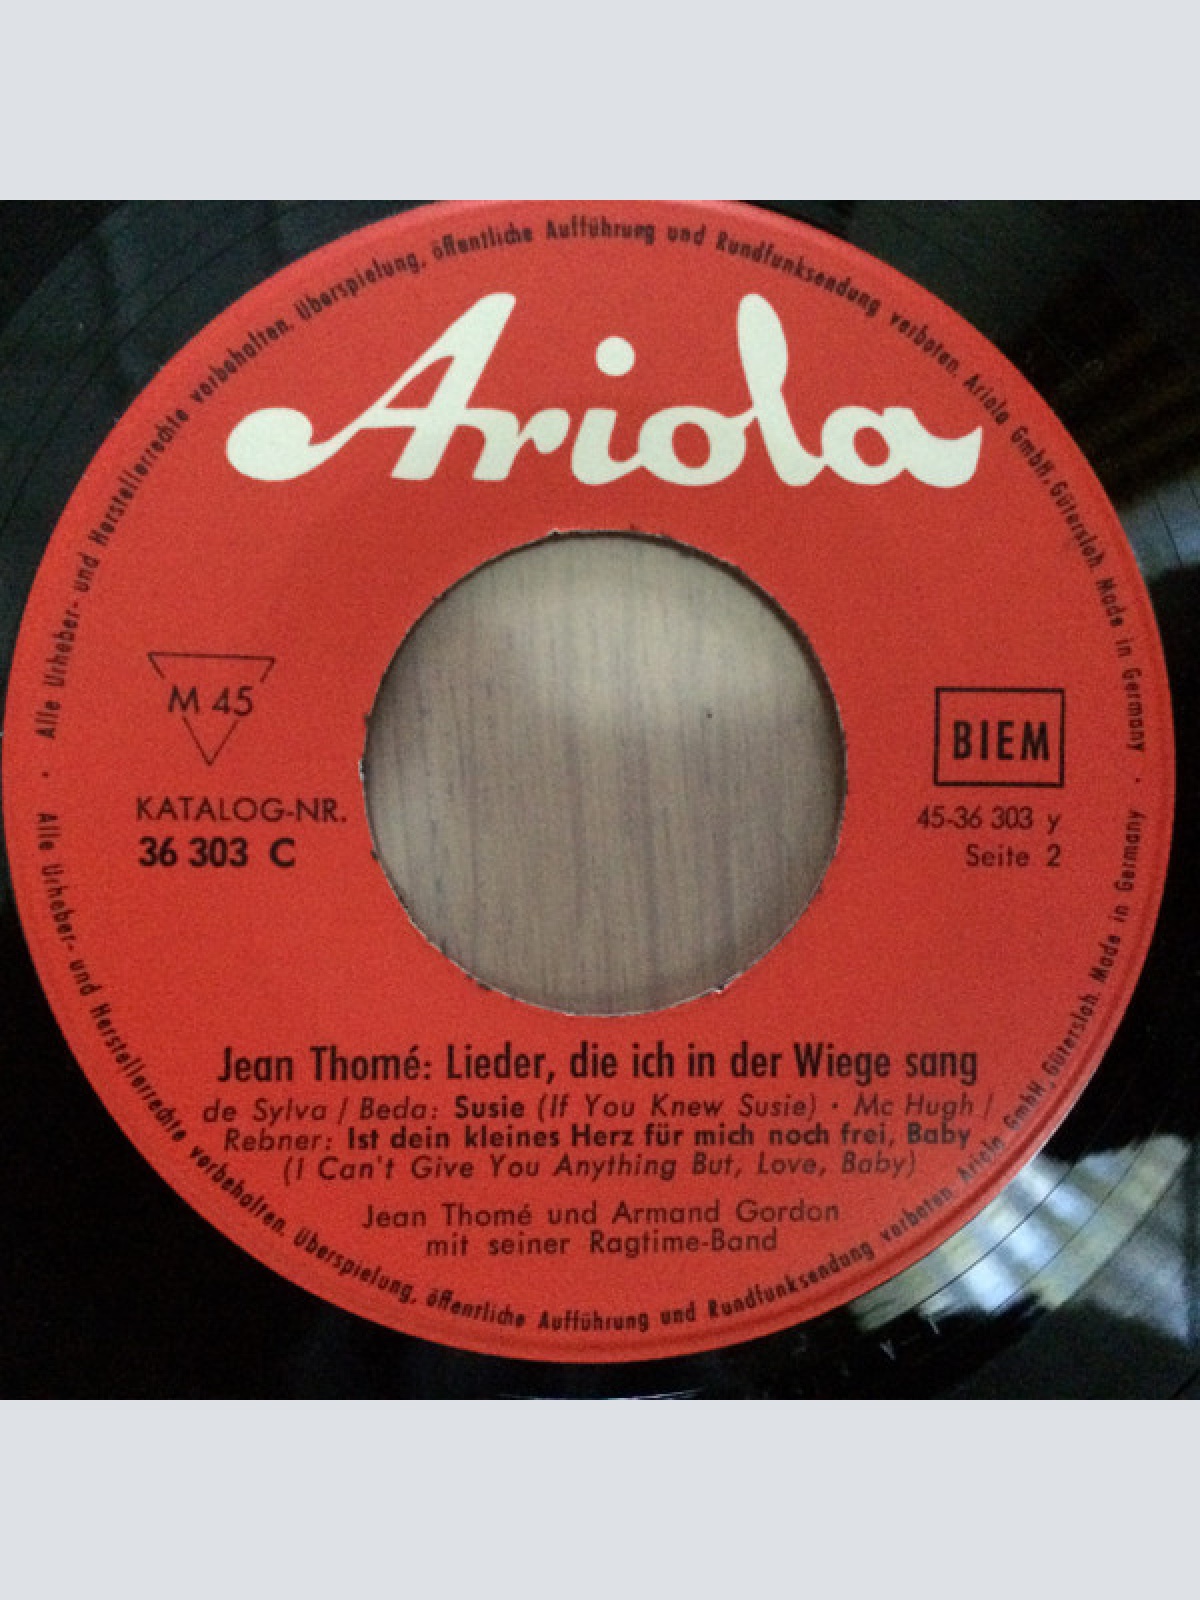 Alle Urheber- und Herstellerrechte vorbehalten. Überspielung, öffentliche Aufführung und Rundfunksendung verboten. Ariola GmbH, Gütersloh. Made in Germany ·
Ariola
M 45
BIEM
KATALOG-NR.
36 303 C
45-36 303 y
Seite 2
Jean Thomé: Lieder, die ich in der Wiege sang
de Sylva / Beda: Susie (If You Knew Susie) · Mc Hugh /
Rebner: Ist dein kleines Herz für mich noch frei, Baby
(I Can't Give You Anything But, Love, Baby)
Jean Thomé und Armand Gordon
mit seiner Ragtime-Band
· Alle Urheber- und Herstellerrechte vorbehalten. Überspielung, öffentliche Aufführung und Rundfunksendung verboten. Ariola GmbH, Gütersloh. Made in Germany